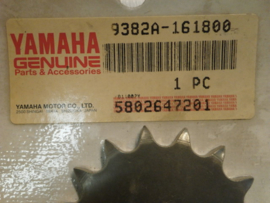 9382A-161800
YAMAHA
GENUINE
Parts & Accessories
1 PC
YAMAHA MOTOR CO., LTD.
5802647201